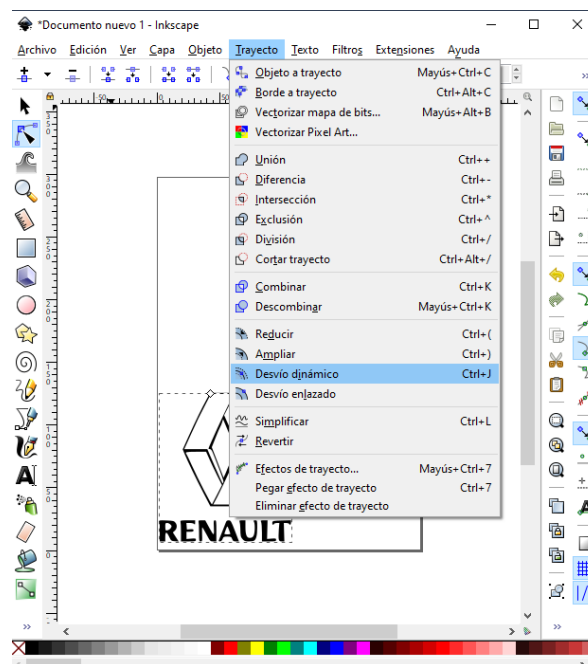 *Documento nuevo 1 - Inkscape
Archivo Edición Ver Capa Objeto Trayecto Texto Filtros Extensiones Ayuda
Objeto a trayecto Mayús+Ctrl+C
Borde a trayecto Ctrl+Alt+C
Vectorizar mapa de bits... Mayús+Alt+B
Vectorizar Pixel Art...
Unión Ctrl++
Diferencia Ctrl+-
Intersección Ctrl+*
Exclusión Ctrl+^
División Ctrl+/
Cortar trayecto Ctrl+Alt+/
Combinar Ctrl+K
Descombinar Mayús+Ctrl+K
Reducir Ctrl+(
Ampliar Ctrl+)
Desvío dinámico Ctrl+J
Desvío enlazado
Simplificar Ctrl+L
Revertir
Efectos de trayecto... Mayús+Ctrl+7
Pegar efecto de trayecto Ctrl+7
Eliminar efecto de trayecto
RENAULT